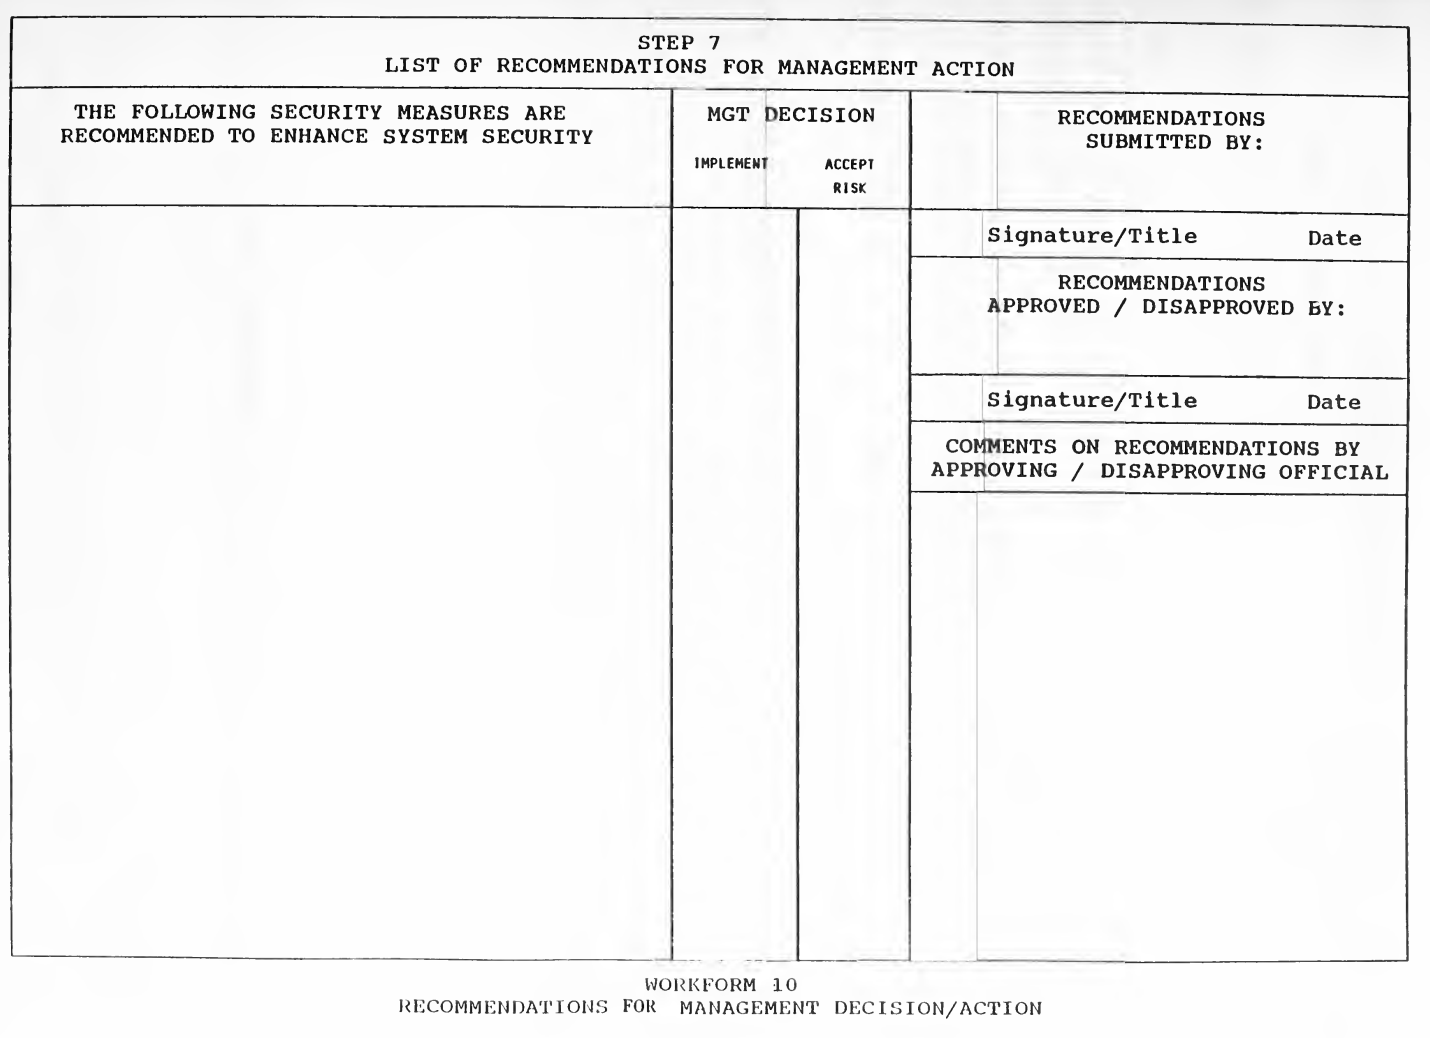 STEP 7
LIST OF RECOMMENDATIONS FOR MANAGEMENT ACTION
THE FOLLOWING SECURITY MEASURES ARE
RECOMMENDED TO ENHANCE SYSTEM SECURITY
MGT DECISION
IMPLEMENT
ACCEPT
RISK
RECOMMENDATIONS
SUBMITTED BY:
Signature/Title Date
RECOMMENDATIONS
APPROVED / DISAPPROVED BY:
Signature/Title Date
COMMENTS ON RECOMMENDATIONS BY
APPROVING / DISAPPROVING OFFICIAL
WORKFORM 10
RECOMMENDATIONS FOR MANAGEMENT DECISION/ACTION